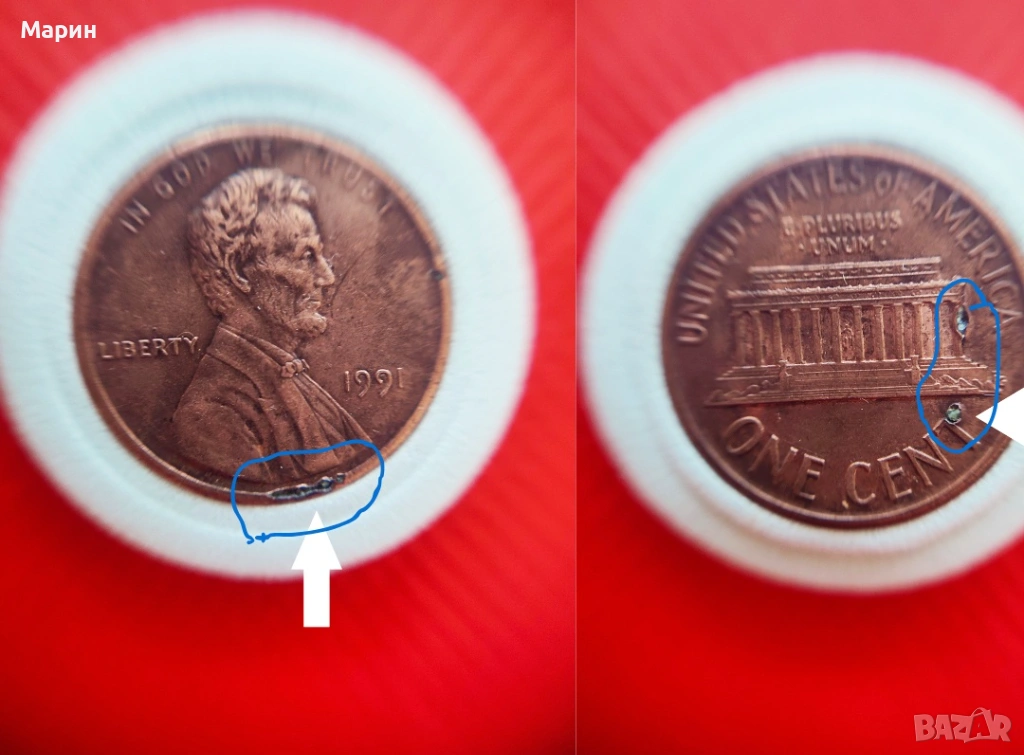 Марин
IN GOD WE TRUST
LIBERTY
1991
UNITED STATES OF AMERICA
E PLURIBUS
UNUM
ONE CENT
BAZAR